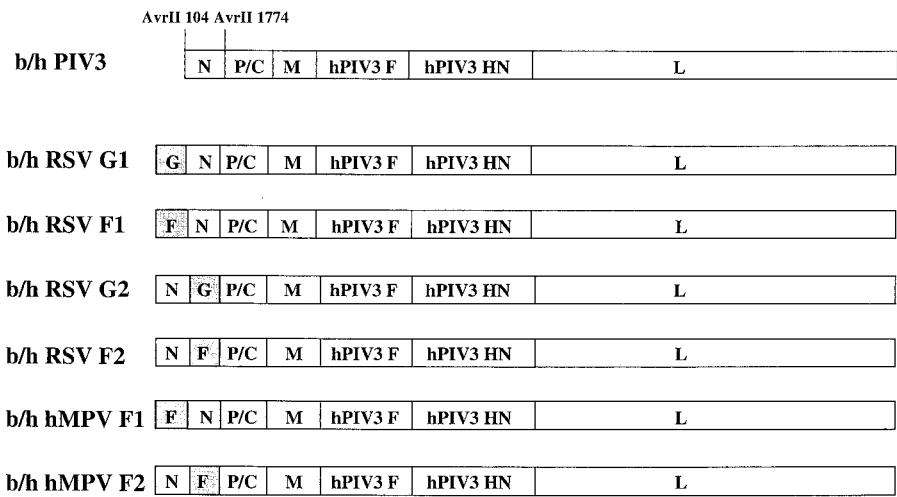 AvrII 104 AvrII 1774
b/h PIV3 N P/C M hPIV3 F hPIV3 HN L
b/h RSV G1 G N P/C M hPIV3 F hPIV3 HN L
b/h RSV F1 F N P/C M hPIV3 F hPIV3 HN L
b/h RSV G2 N G P/C M hPIV3 F hPIV3 HN L
b/h RSV F2 N F P/C M hPIV3 F hPIV3 HN L
b/h hMPV F1 F N P/C M hPIV3 F hPIV3 HN L
b/h hMPV F2 N F P/C M hPIV3 F hPIV3 HN L